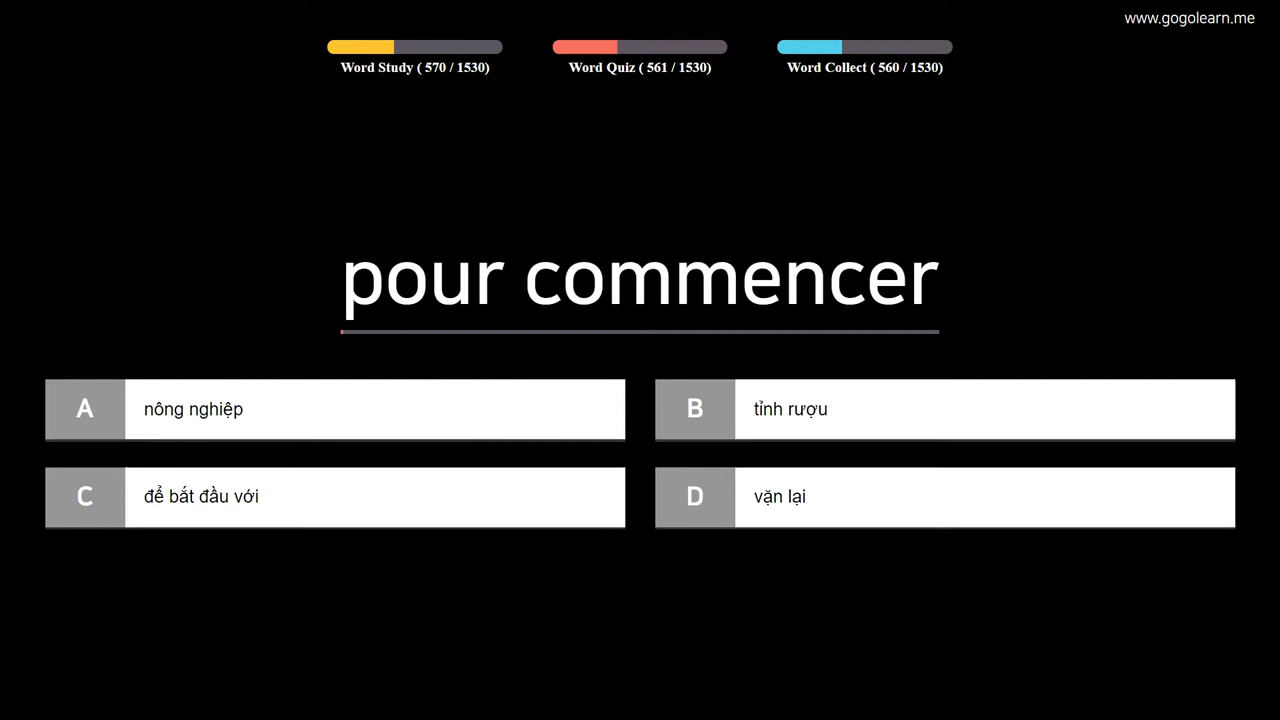 www.gogolearn.me
Word Study ( 570 / 1530)
Word Quiz ( 561 / 1530)
Word Collect ( 560 / 1530)
pour commencer
A nông nghiệp
B tỉnh rượu
C để bắt đầu với
D vặn lại